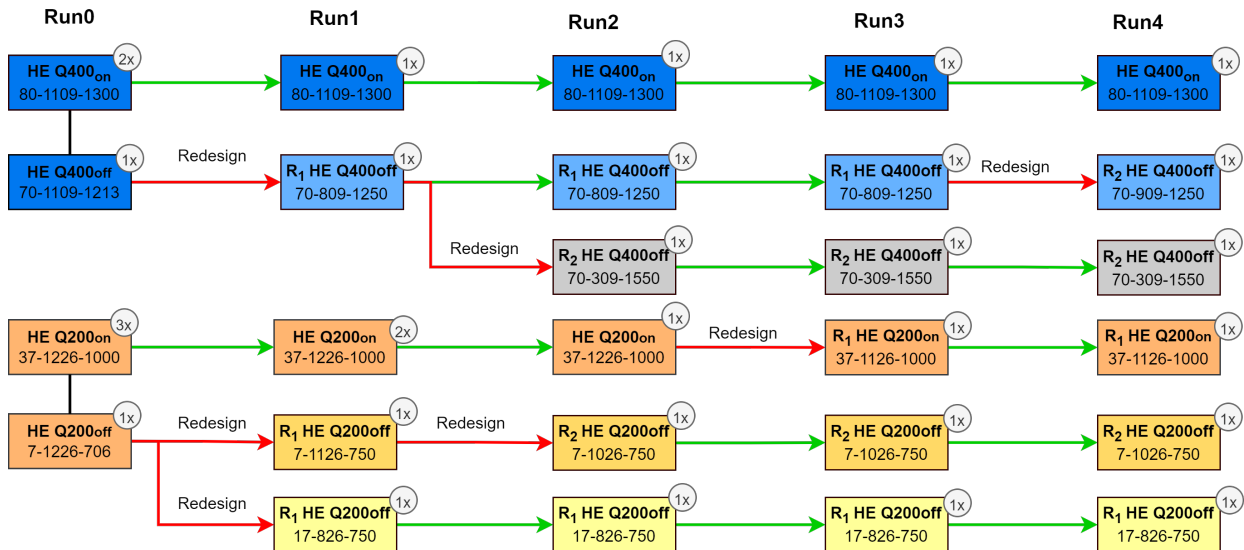 Run0 Run1 Run2 Run3 Run4
2x 1x 1x 1x 1x
HE Q400on HE Q400on HE Q400on HE Q400on HE Q400on
80-1109-1300 80-1109-1300 80-1109-1300 80-1109-1300 80-1109-1300
1x Redesign 1x 1x 1x Redesign 1x
HE Q400off R1 HE Q400off R1 HE Q400off R1 HE Q400off R2 HE Q400off
70-1109-1213 70-809-1250 70-809-1250 70-809-1250 70-909-1250
Redesign 1x 1x 1x
R2 HE Q400off R2 HE Q400off R2 HE Q400off
70-309-1550 70-309-1550 70-309-1550
3x 2x 1x Redesign 1x 1x
HE Q200on HE Q200on HE Q200on R1 HE Q200on R1 HE Q200on
37-1226-1000 37-1226-1000 37-1226-1000 37-1126-1000 37-1126-1000
1x Redesign 1x Redesign 1x 1x 1x
HE Q200off R1 HE Q200off R2 HE Q200off R2 HE Q200off R2 HE Q200off
7-1226-706 7-1126-750 7-1026-750 7-1026-750 7-1026-750
Redesign 1x 1x 1x 1x
R1 HE Q200off R1 HE Q200off R1 HE Q200off R1 HE Q200off
17-826-750 17-826-750 17-826-750 17-826-750